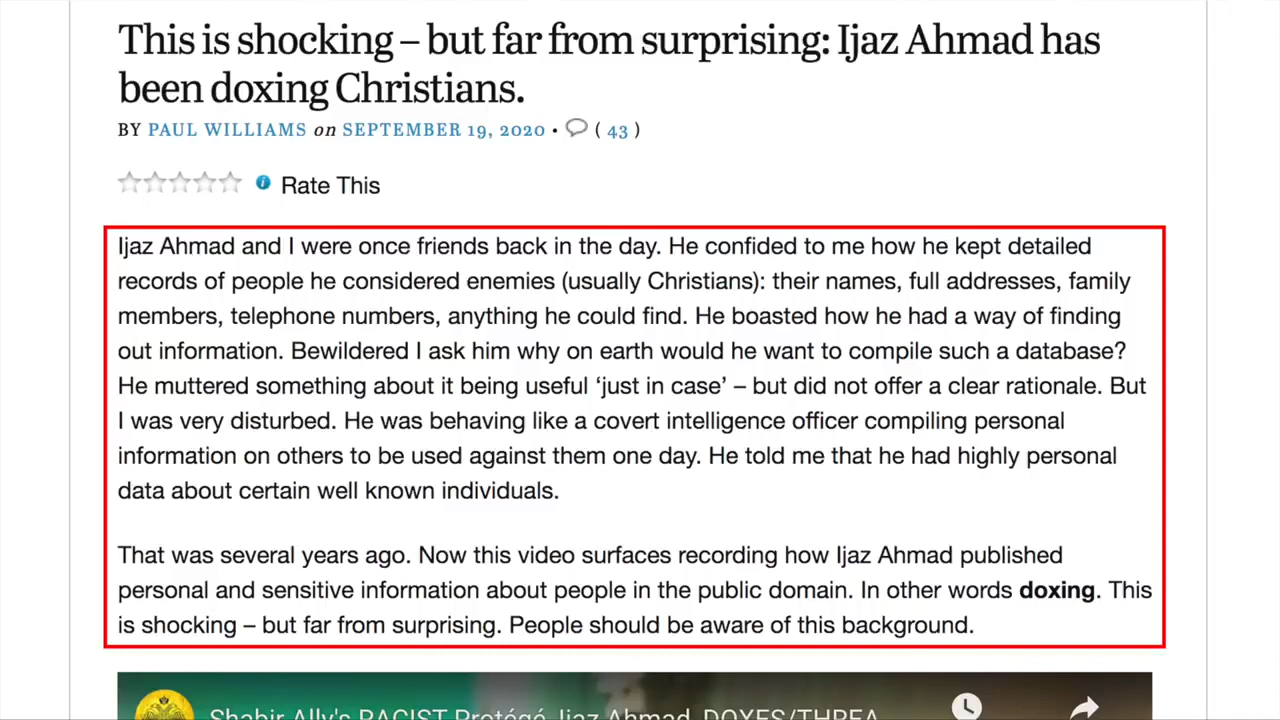 This is shocking – but far from surprising: Ijaz Ahmad has
been doxing Christians.
BY PAUL WILLIAMS on SEPTEMBER 19, 2020 • ( 43 )
Rate This
Ijaz Ahmad and I were once friends back in the day. He confided to me how he kept detailed
records of people he considered enemies (usually Christians): their names, full addresses, family
members, telephone numbers, anything he could find. He boasted how he had a way of finding
out information. Bewildered I ask him why on earth would he want to compile such a database?
He muttered something about it being useful ‘just in case’ – but did not offer a clear rationale. But
I was very disturbed. He was behaving like a covert intelligence officer compiling personal
information on others to be used against them one day. He told me that he had highly personal
data about certain well known individuals.
That was several years ago. Now this video surfaces recording how Ijaz Ahmad published
personal and sensitive information about people in the public domain. In other words doxing. This
is shocking – but far from surprising. People should be aware of this background.
Shabir Ally's RACIST Protégé Ijaz Ahmad, DOXES/THREA